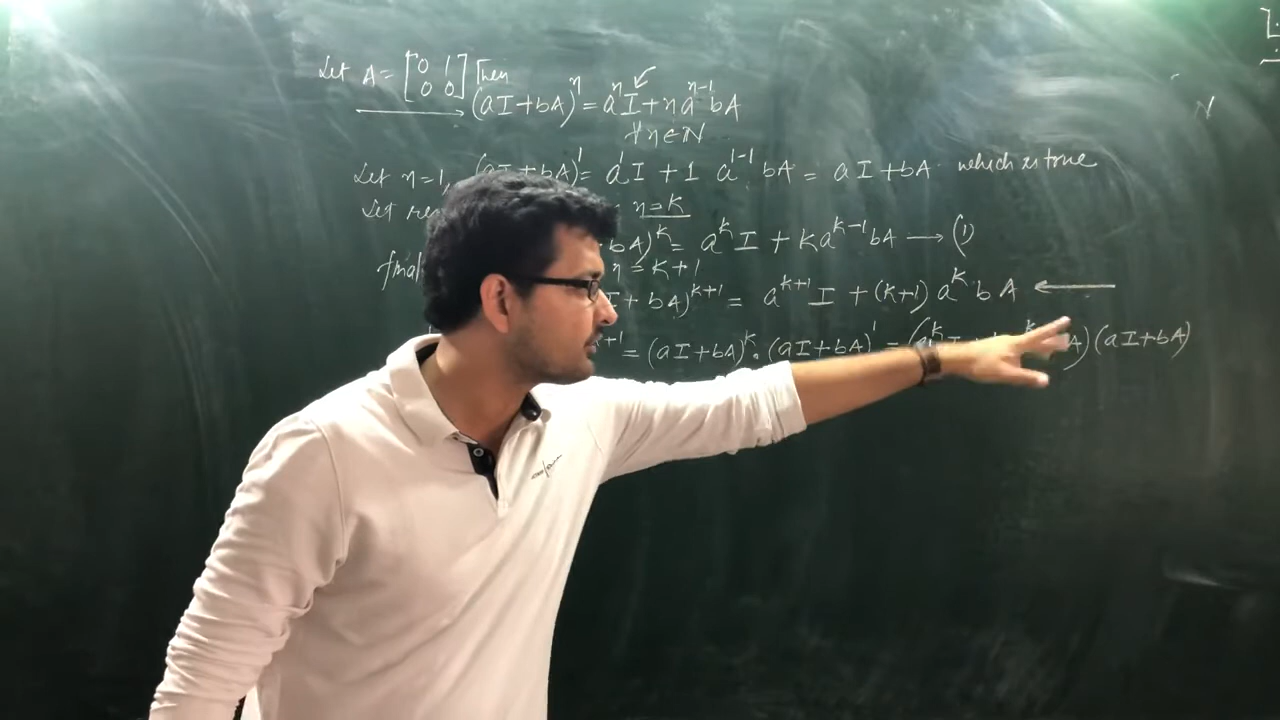 Let A = [0 1 0 0] Then
(aI+bA)^n = a^n I + n a^{n-1} bA
∀ n ∈ N
Let n=1, (aI+bA)^1 = a^1 I + 1 a^{1-1} bA = aI+bA which is true
Let n=k
bA)^k = a^k I + k a^{k-1} bA → (1)
n = k+1
I + bA)^{k+1} = a^{k+1} I + (k+1) a^k b A ←
+1 = (aI+bA)^k . (aI+bA)^1 = (a^k I A) (aI+bA)
N